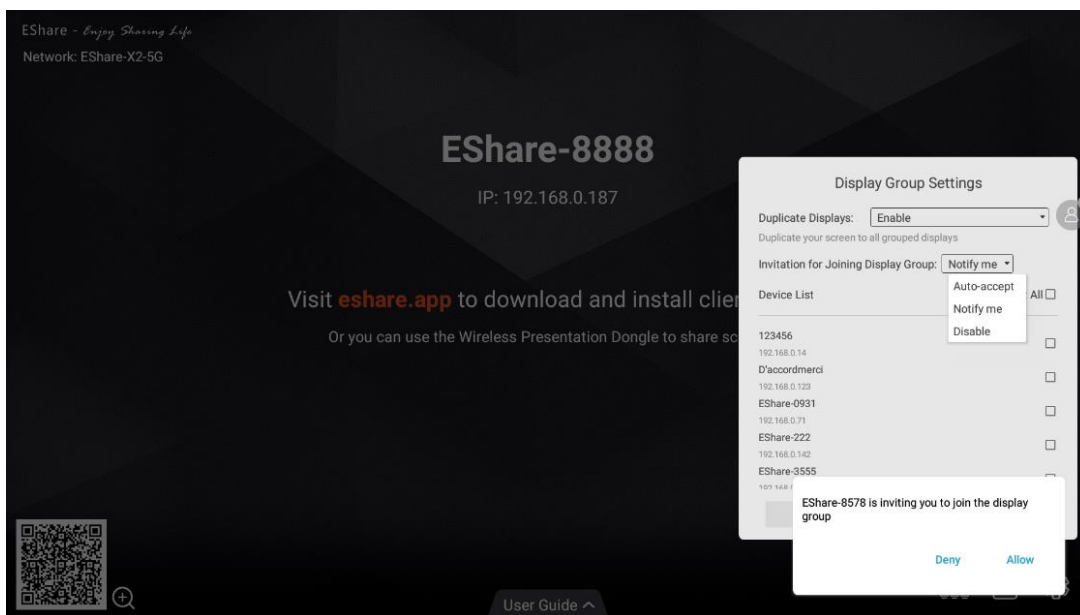 EShare - Enjoy Sharing Life
Network: EShare-X2-5G
EShare-8888
IP: 192.168.0.187
Visit eshare.app to download and install
Or you can use the Wireless Presentation Dongle to share
Display Group Settings
Duplicate Displays: Enable
Duplicate your screen to all grouped displays
Invitation for Joining Display Group: Notify me
Auto-accept
Notify me
Disable
Device List
All
123456
192.168.0.14
D'accordmerci
192.168.0.123
EShare-0931
192.168.0.71
EShare-222
192.168.0.142
EShare-3555
EShare-8578 is inviting you to join the display
group
Deny Allow
User Guide